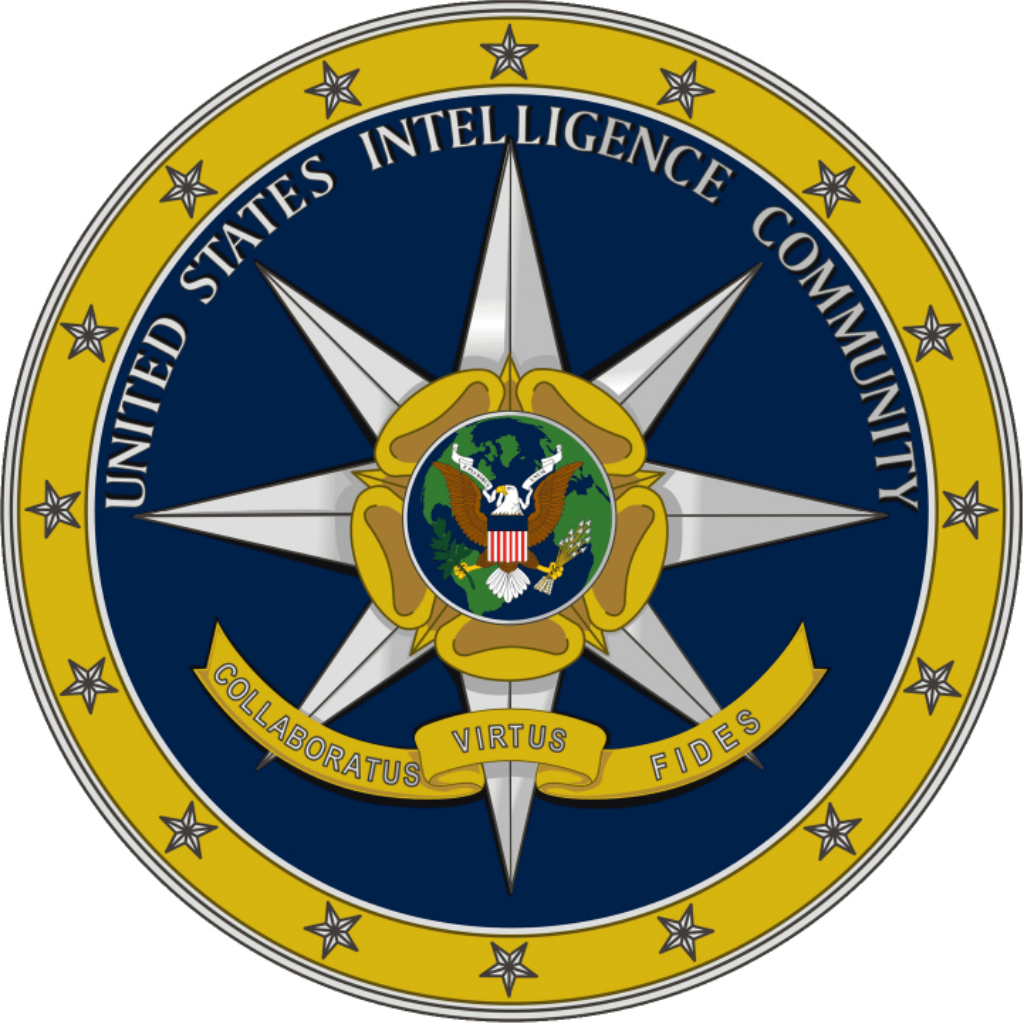 UNITED STATES INTELLIGENCE COMMUNITY
COLLABORATUS VIRTUS FIDES